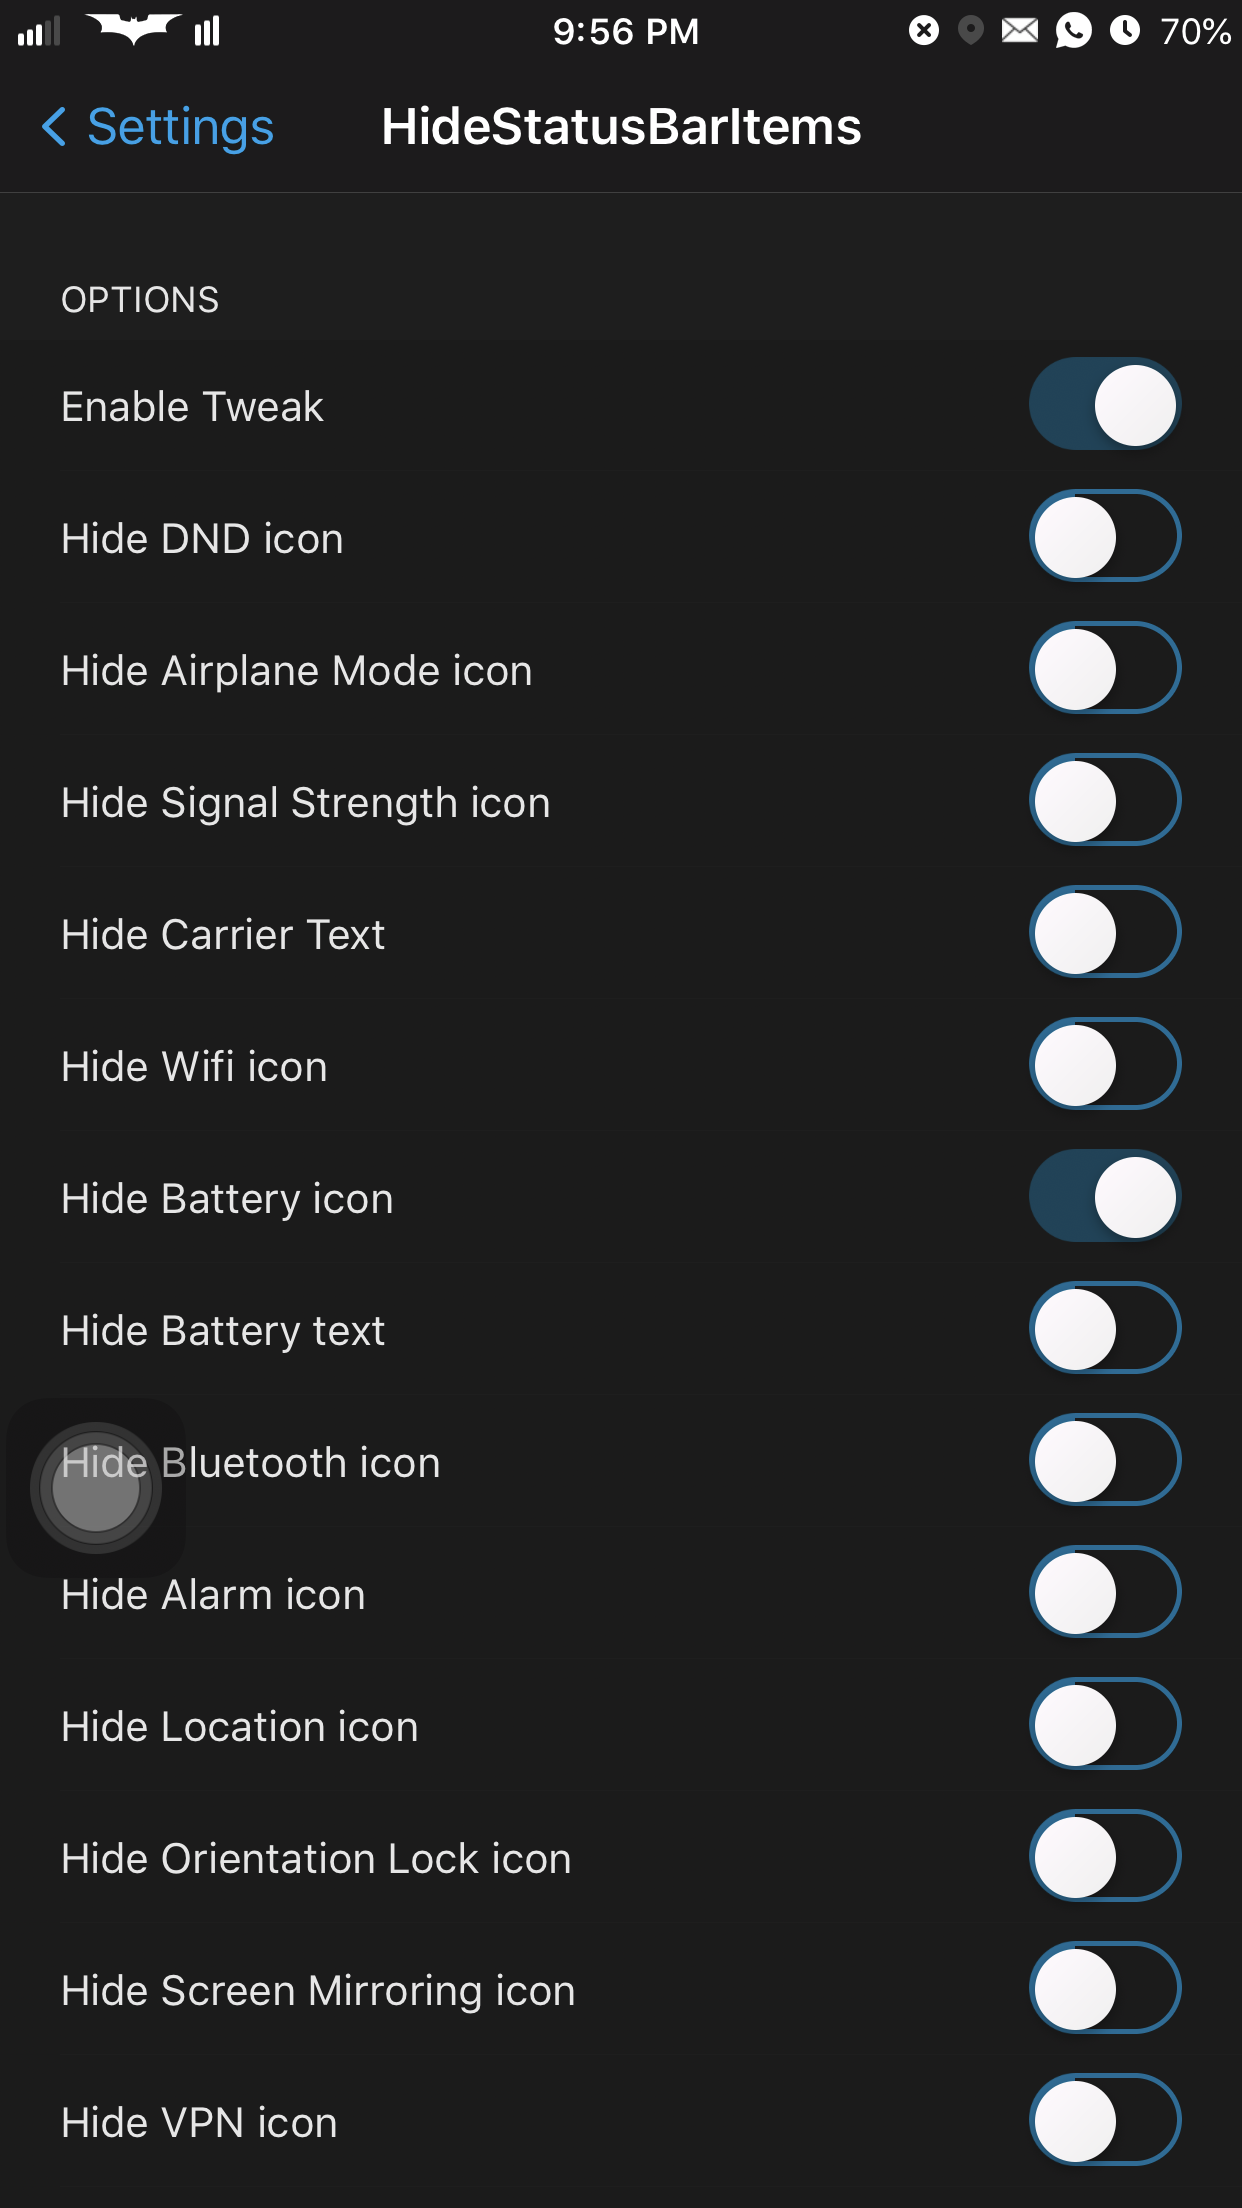 9:56 PM
70%
Settings
HideStatusBarItems
OPTIONS
Enable Tweak
Hide DND icon
Hide Airplane Mode icon
Hide Signal Strength icon
Hide Carrier Text
Hide Wifi icon
Hide Battery icon
Hide Battery text
Hide Bluetooth icon
Hide Alarm icon
Hide Location icon
Hide Orientation Lock icon
Hide Screen Mirroring icon
Hide VPN icon